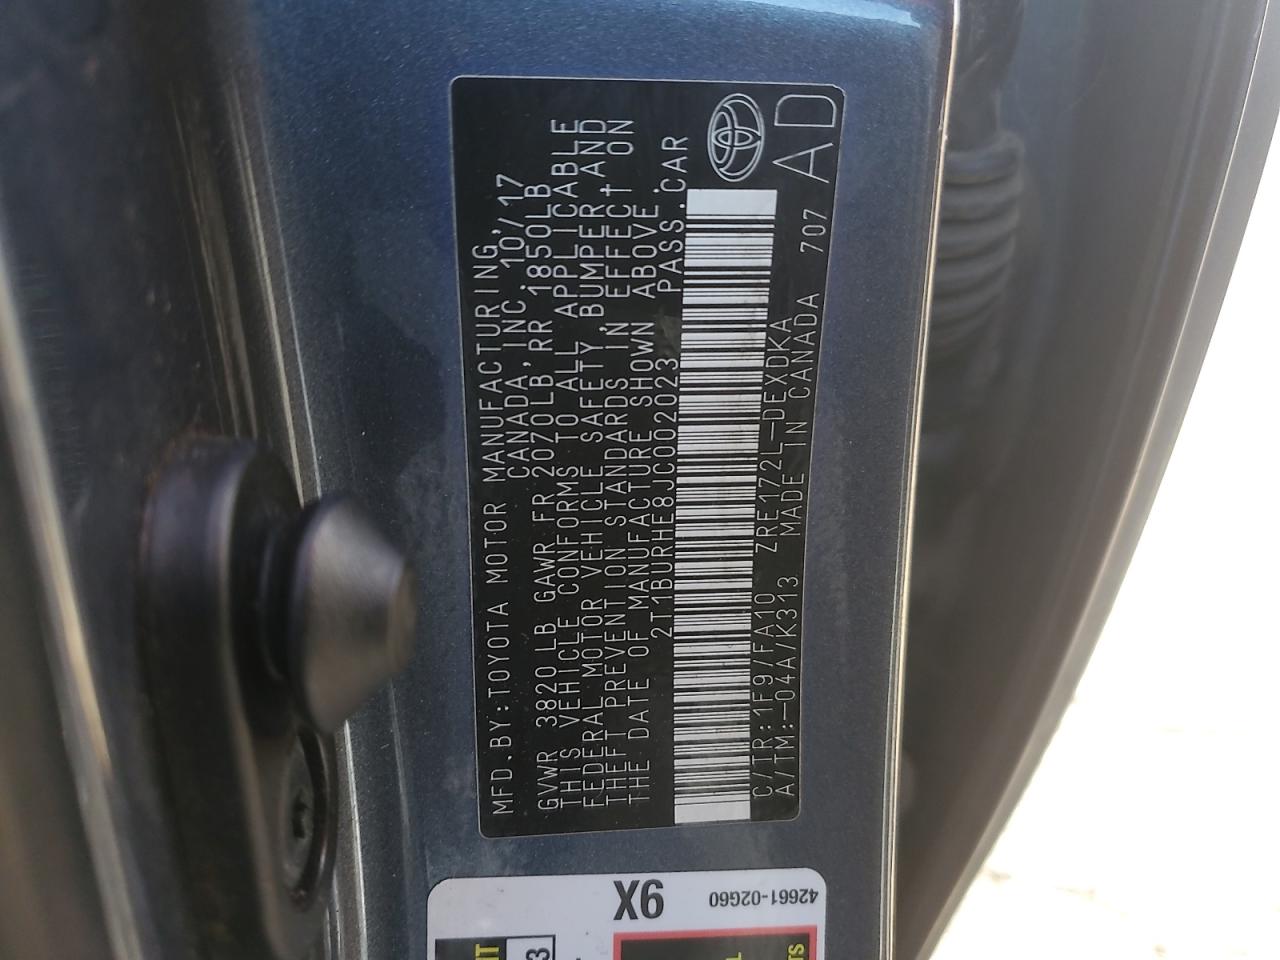 MFD.BY:TOYOTA MOTOR MANUFACTURING,
CANADA,INC. 10/17
GVWR 3820LB GAWR FR 2070LB RR 1850LB
THIS VEHICLE CONFORMS TO ALL APPLICABLE
FEDERAL MOTOR VEHICLE SAFETY, BUMPER AND
THEFT PREVENTION STANDARDS IN EFFECT ON
THE DATE OF MANUFACTURE SHOWN ABOVE.
2T1BURHE8JC002023 PASS.CAR
C/TR:1F9/FA10 ZRE172L-DEXDKA
A/TM:-04A/K313 MADE IN CANADA 707
AD
9X
42661-02G60
3